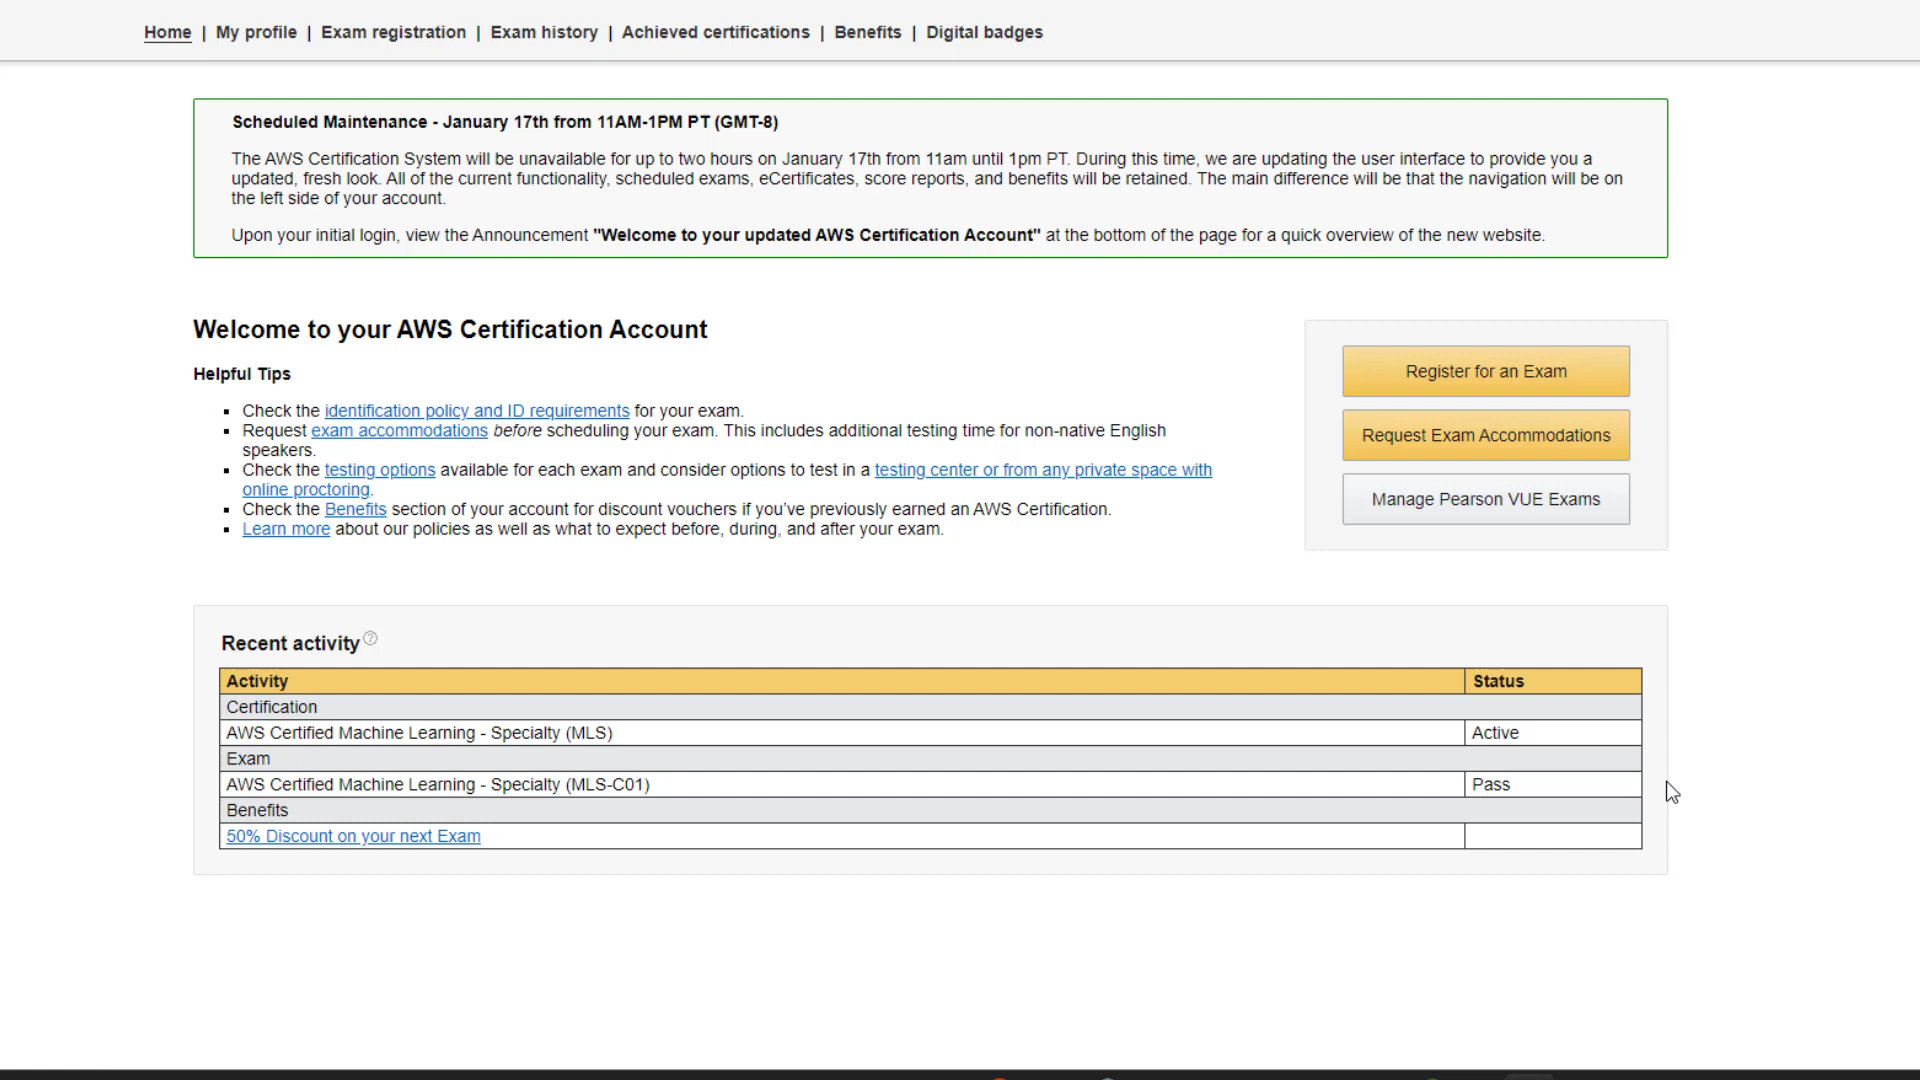 Home | My profile | Exam registration | Exam history | Achieved certifications | Benefits | Digital badges
Scheduled Maintenance - January 17th from 11AM-1PM PT (GMT-8)
The AWS Certification System will be unavailable for up to two hours on January 17th from 11am until 1pm PT. During this time, we are updating the user interface to provide you a
updated, fresh look. All of the current functionality, scheduled exams, eCertificates, score reports, and benefits will be retained. The main difference will be that the navigation will be on
the left side of your account.
Upon your initial login, view the Announcement "Welcome to your updated AWS Certification Account" at the bottom of the page for a quick overview of the new website.
Welcome to your AWS Certification Account
Helpful Tips
Check the identification policy and ID requirements for your exam.
Request exam accommodations before scheduling your exam. This includes additional testing time for non-native English
speakers.
Check the testing options available for each exam and consider options to test in a testing center or from any private space with
online proctoring.
Check the Benefits section of your account for discount vouchers if you've previously earned an AWS Certification.
Learn more about our policies as well as what to expect before, during, and after your exam.
Register for an Exam
Request Exam Accommodations
Manage Pearson VUE Exams
Recent activity ?
Activity Status
Certification
AWS Certified Machine Learning - Specialty (MLS) Active
Exam
AWS Certified Machine Learning - Specialty (MLS-C01) Pass
Benefits
50% Discount on your next Exam